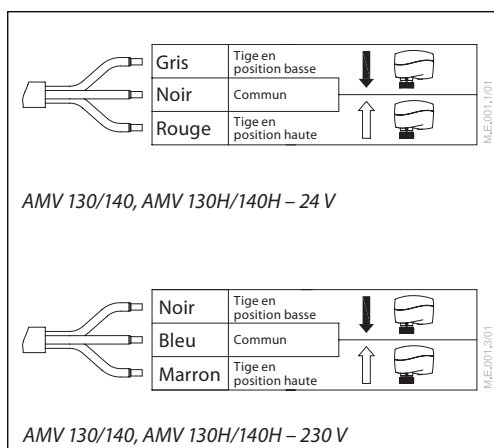 Gris
Tige en
position basse
Noir
Commun
Rouge
Tige en
position haute
M.E.001.1/01
AMV 130/140, AMV 130H/140H – 24 V
Noir
Tige en
position basse
Bleu
Commun
Marron
Tige en
position haute
M.E.001.3/01
AMV 130/140, AMV 130H/140H – 230 V